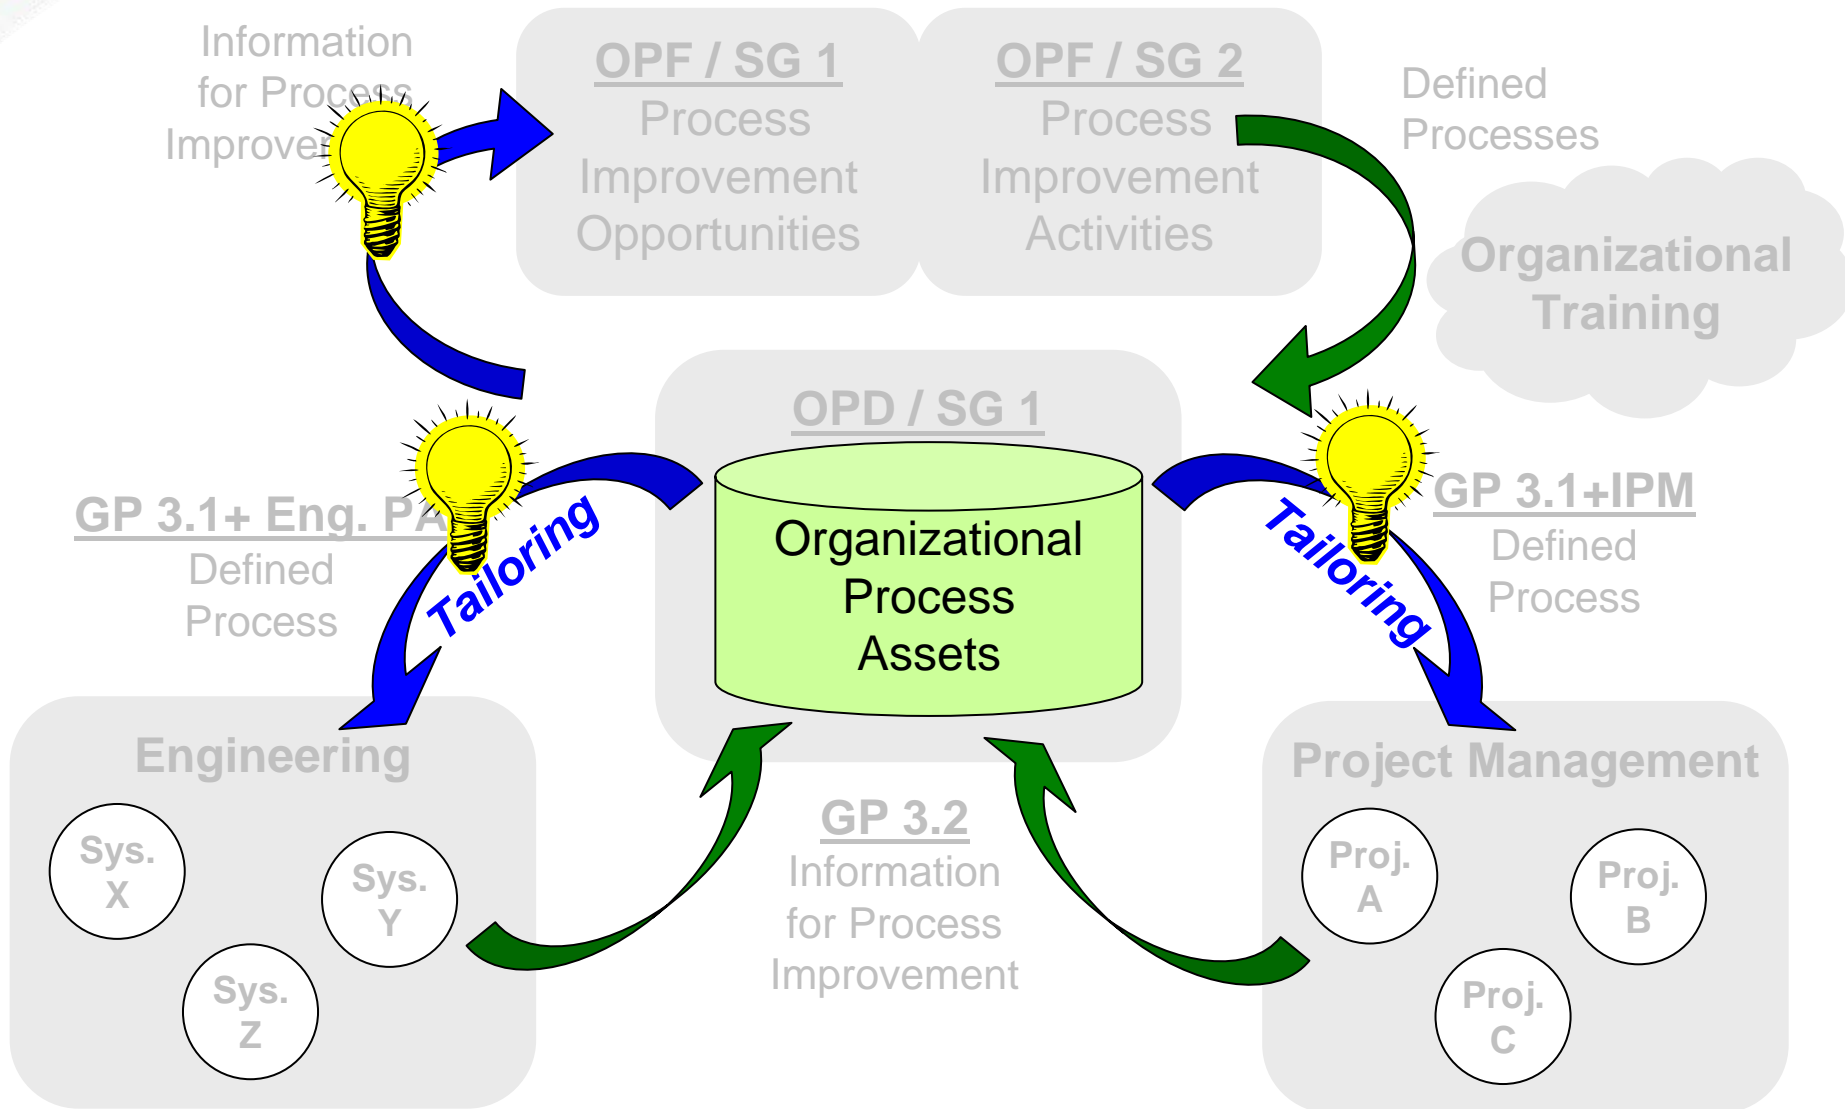 Information
for Process
Improvement
OPF / SG 1
Process
Improvement
Opportunities
OPF / SG 2
Process
Improvement
Activities
Defined
Processes
Organizational
Training
OPD / SG 1
Organizational
Process
Assets
GP 3.1+ Eng. PA
Defined
Process
Tailoring
Tailoring
GP 3.1+IPM
Defined
Process
Engineering
Sys.
X
Sys.
Y
Sys.
Z
GP 3.2
Information
for Process
Improvement
Project Management
Proj.
A
Proj.
B
Proj.
C